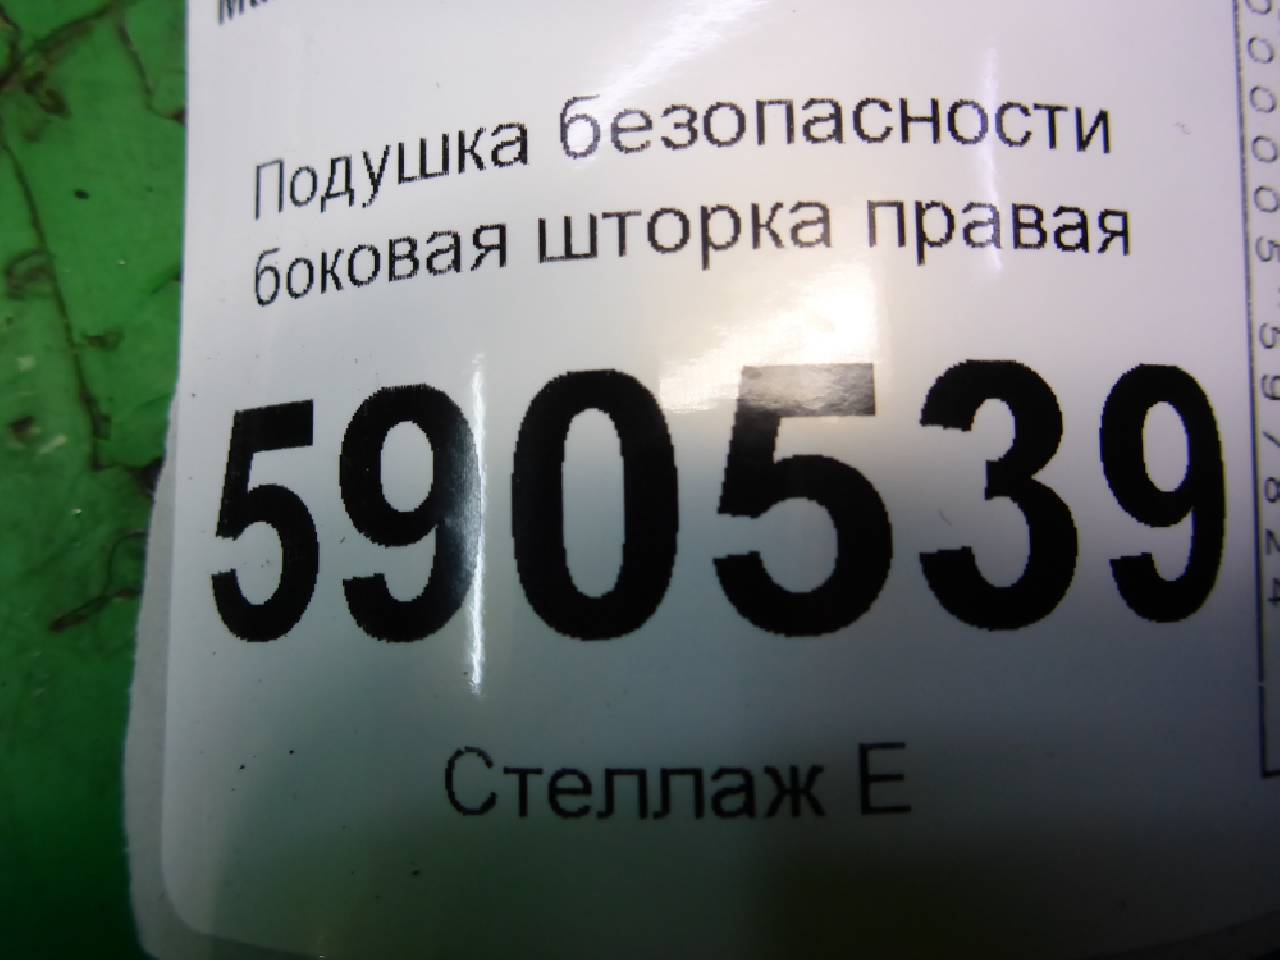 Подушка безопасности
боковая шторка правая
590539
Стеллаж Е